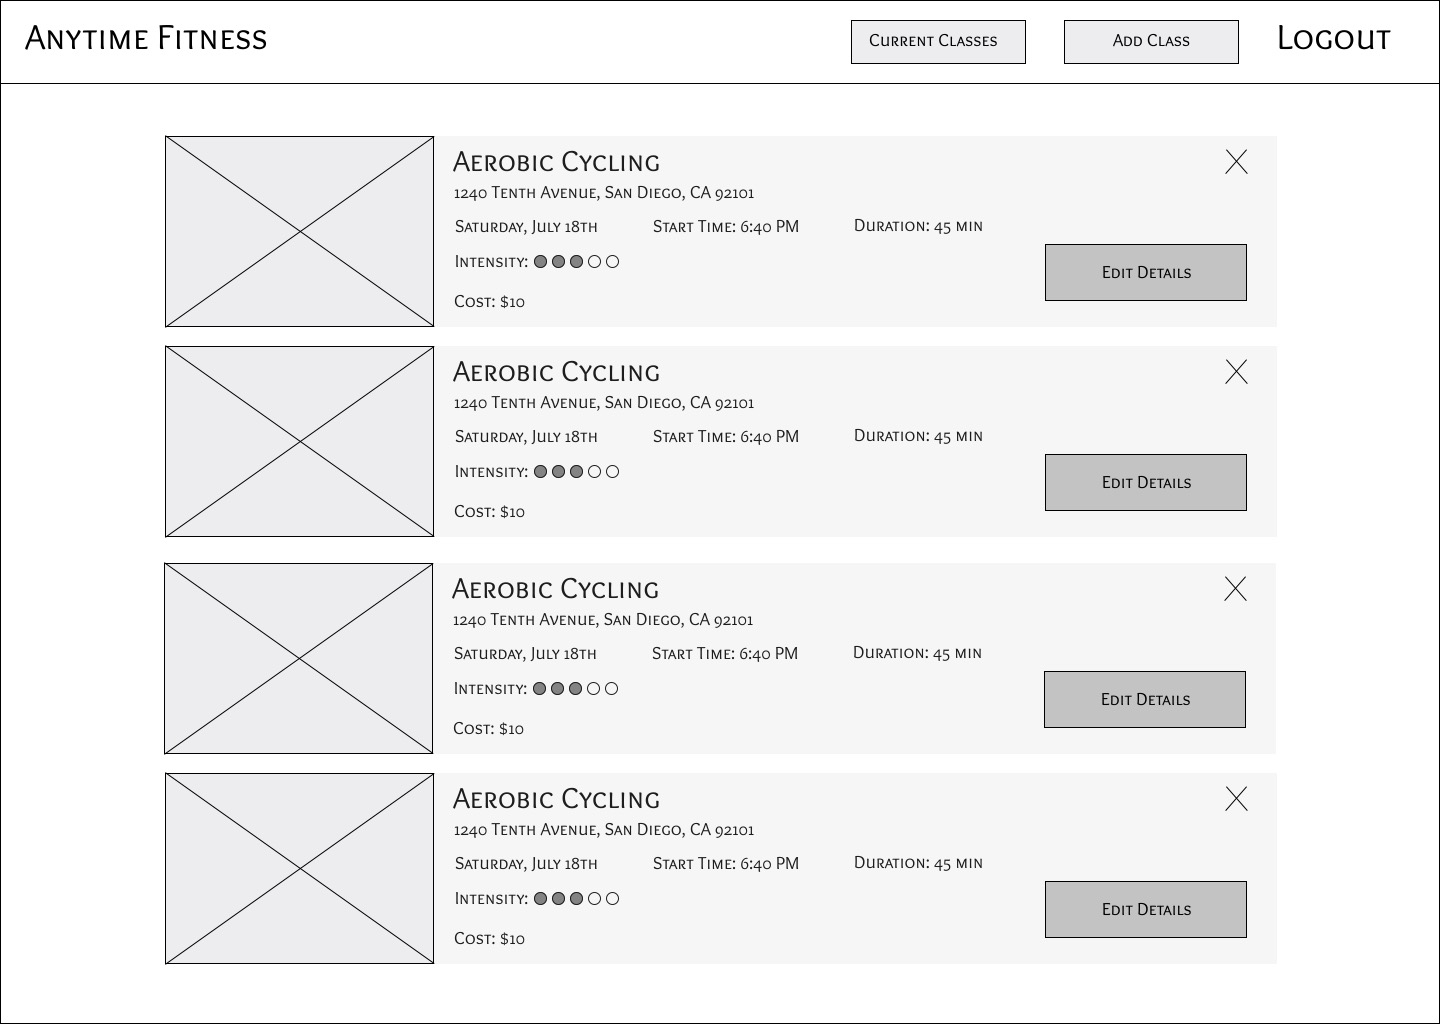 Anytime Fitness
Current Classes
Add Class
Logout
Aerobic Cycling
1240 Tenth Avenue, San Diego, CA 92101
Saturday, July 18th Start Time: 6:40 PM Duration: 45 min
Intensity:
Edit Details
Cost: $10
Aerobic Cycling
1240 Tenth Avenue, San Diego, CA 92101
Saturday, July 18th Start Time: 6:40 PM Duration: 45 min
Intensity:
Edit Details
Cost: $10
Aerobic Cycling
1240 Tenth Avenue, San Diego, CA 92101
Saturday, July 18th Start Time: 6:40 PM Duration: 45 min
Intensity:
Edit Details
Cost: $10
Aerobic Cycling
1240 Tenth Avenue, San Diego, CA 92101
Saturday, July 18th Start Time: 6:40 PM Duration: 45 min
Intensity:
Edit Details
Cost: $10